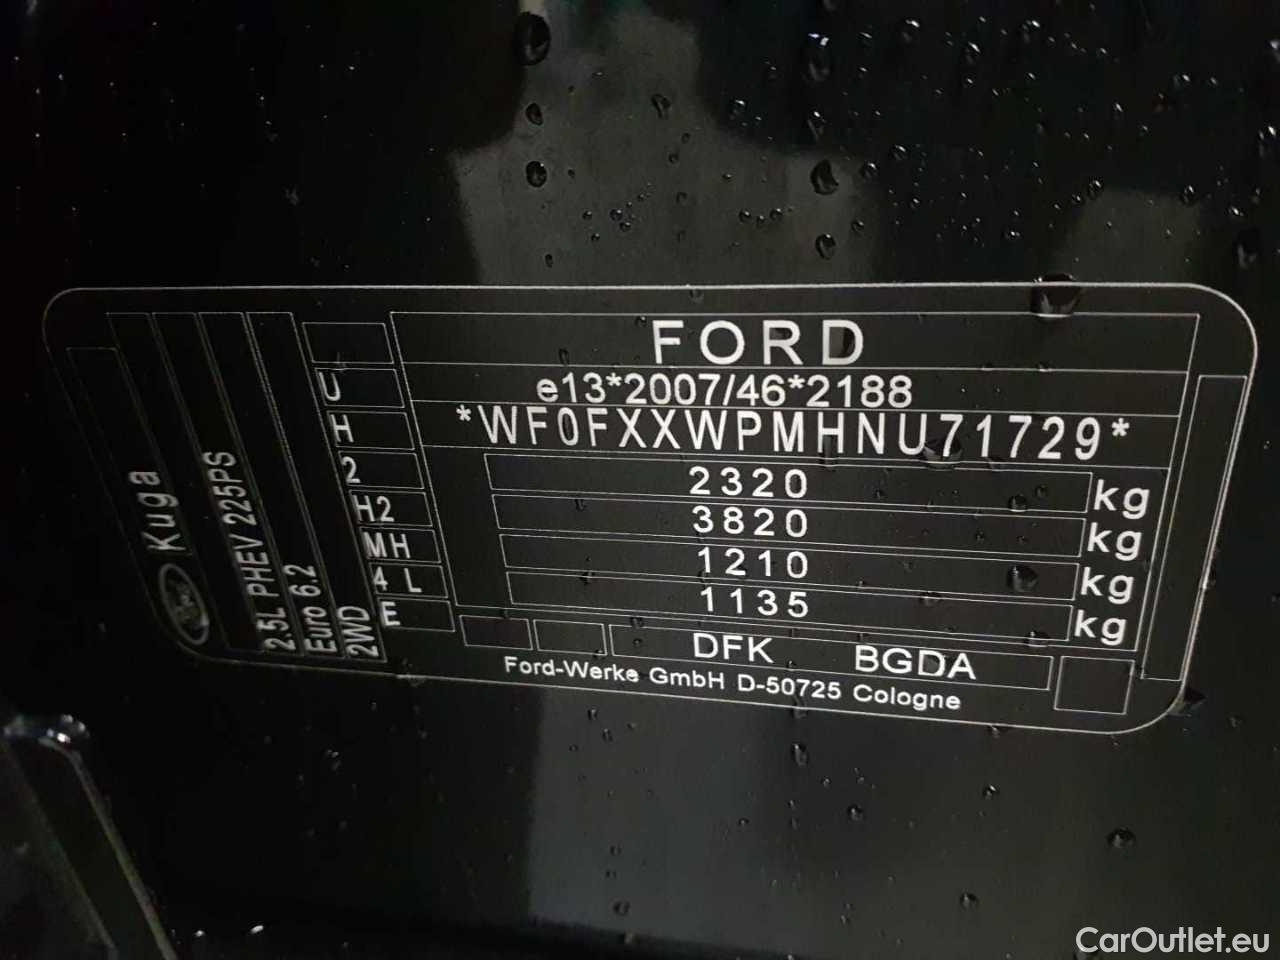 FORD
e13*2007/46*2188
*WF0FXXWPMHNU71729*
2320 kg
3820 kg
1210 kg
1135 kg
DFK BGDA
Ford-Werke GmbH D-50725 Cologne
U
H
2
H2
MH
4 L
E
Ford Kuga
2.5L PHEV 225PS
Euro 6.2
2WD
CarOutlet.eu